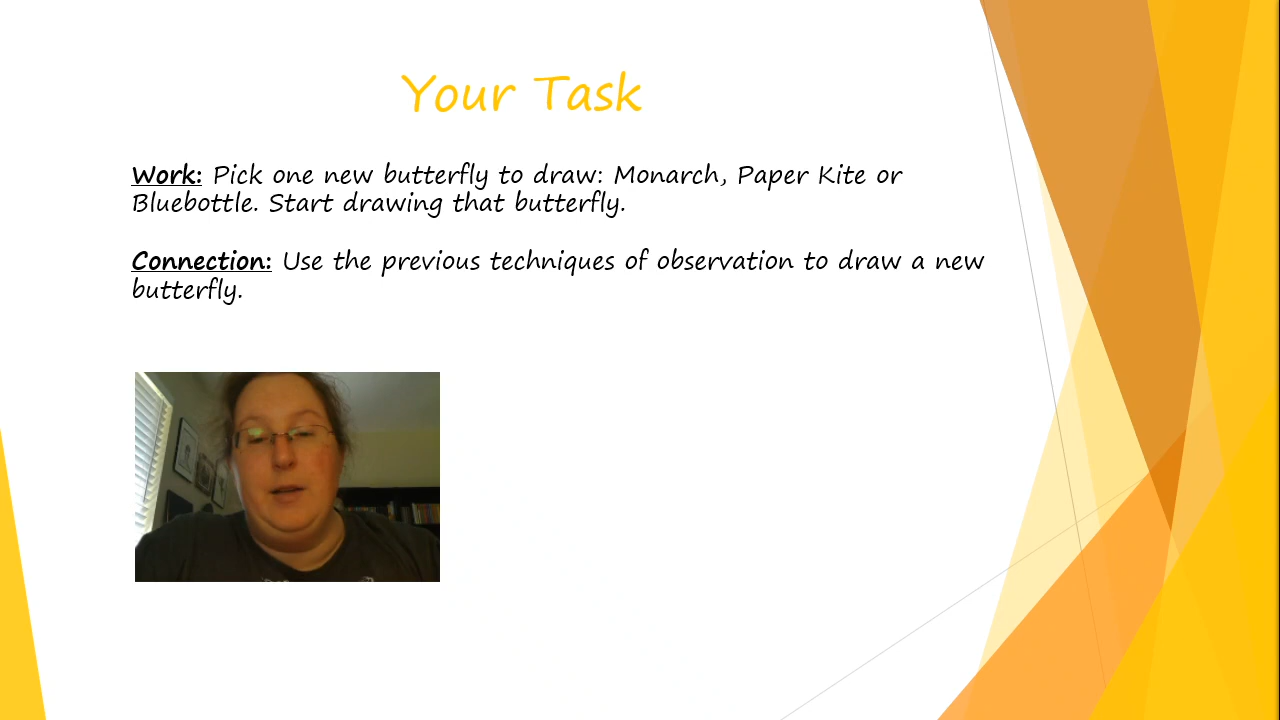 Your Task
Work: Pick one new butterfly to draw: Monarch, Paper Kite or
Bluebottle. Start drawing that butterfly.
Connection: Use the previous techniques of observation to draw a new
butterfly.